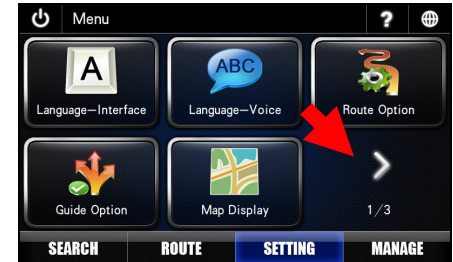 Menu ?
A ABC
Language-Interface Language-Voice Route Option
Guide Option Map Display 1/3
SEARCH ROUTE SETTING MANAGE